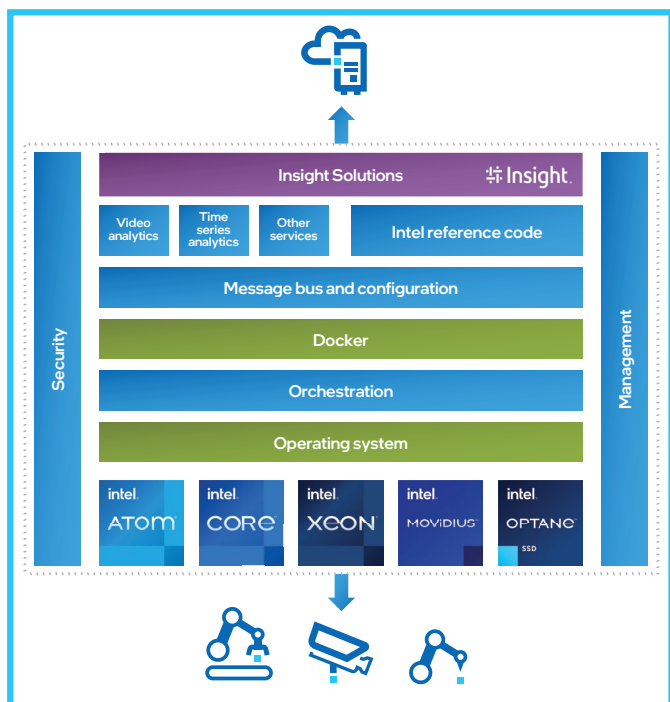 Insight Solutions
Insight.
Video
analytics
Time
series
analytics
Other
services
Intel reference code
Message bus and configuration
Docker
Orchestration
Operating system
Security
Management
intel.
ATOM
intel.
CORE
intel.
XEON
intel.
MOVIDIUS
intel.
OPTANE
SSD